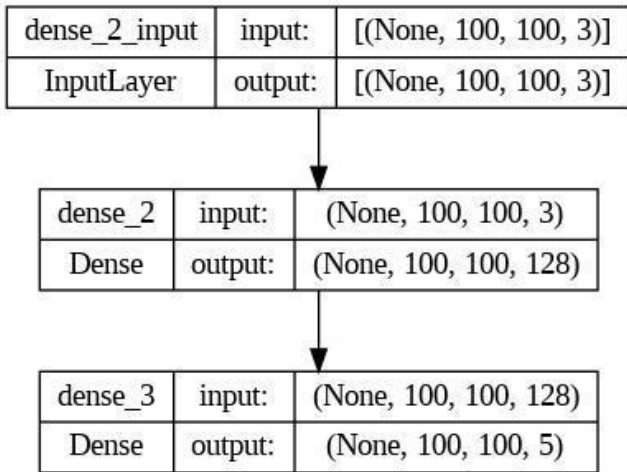 dense_2_input input: [(None, 100, 100, 3)]
InputLayer output: [(None, 100, 100, 3)]
dense_2 input: (None, 100, 100, 3)
Dense output: (None, 100, 100, 128)
dense_3 input: (None, 100, 100, 128)
Dense output: (None, 100, 100, 5)